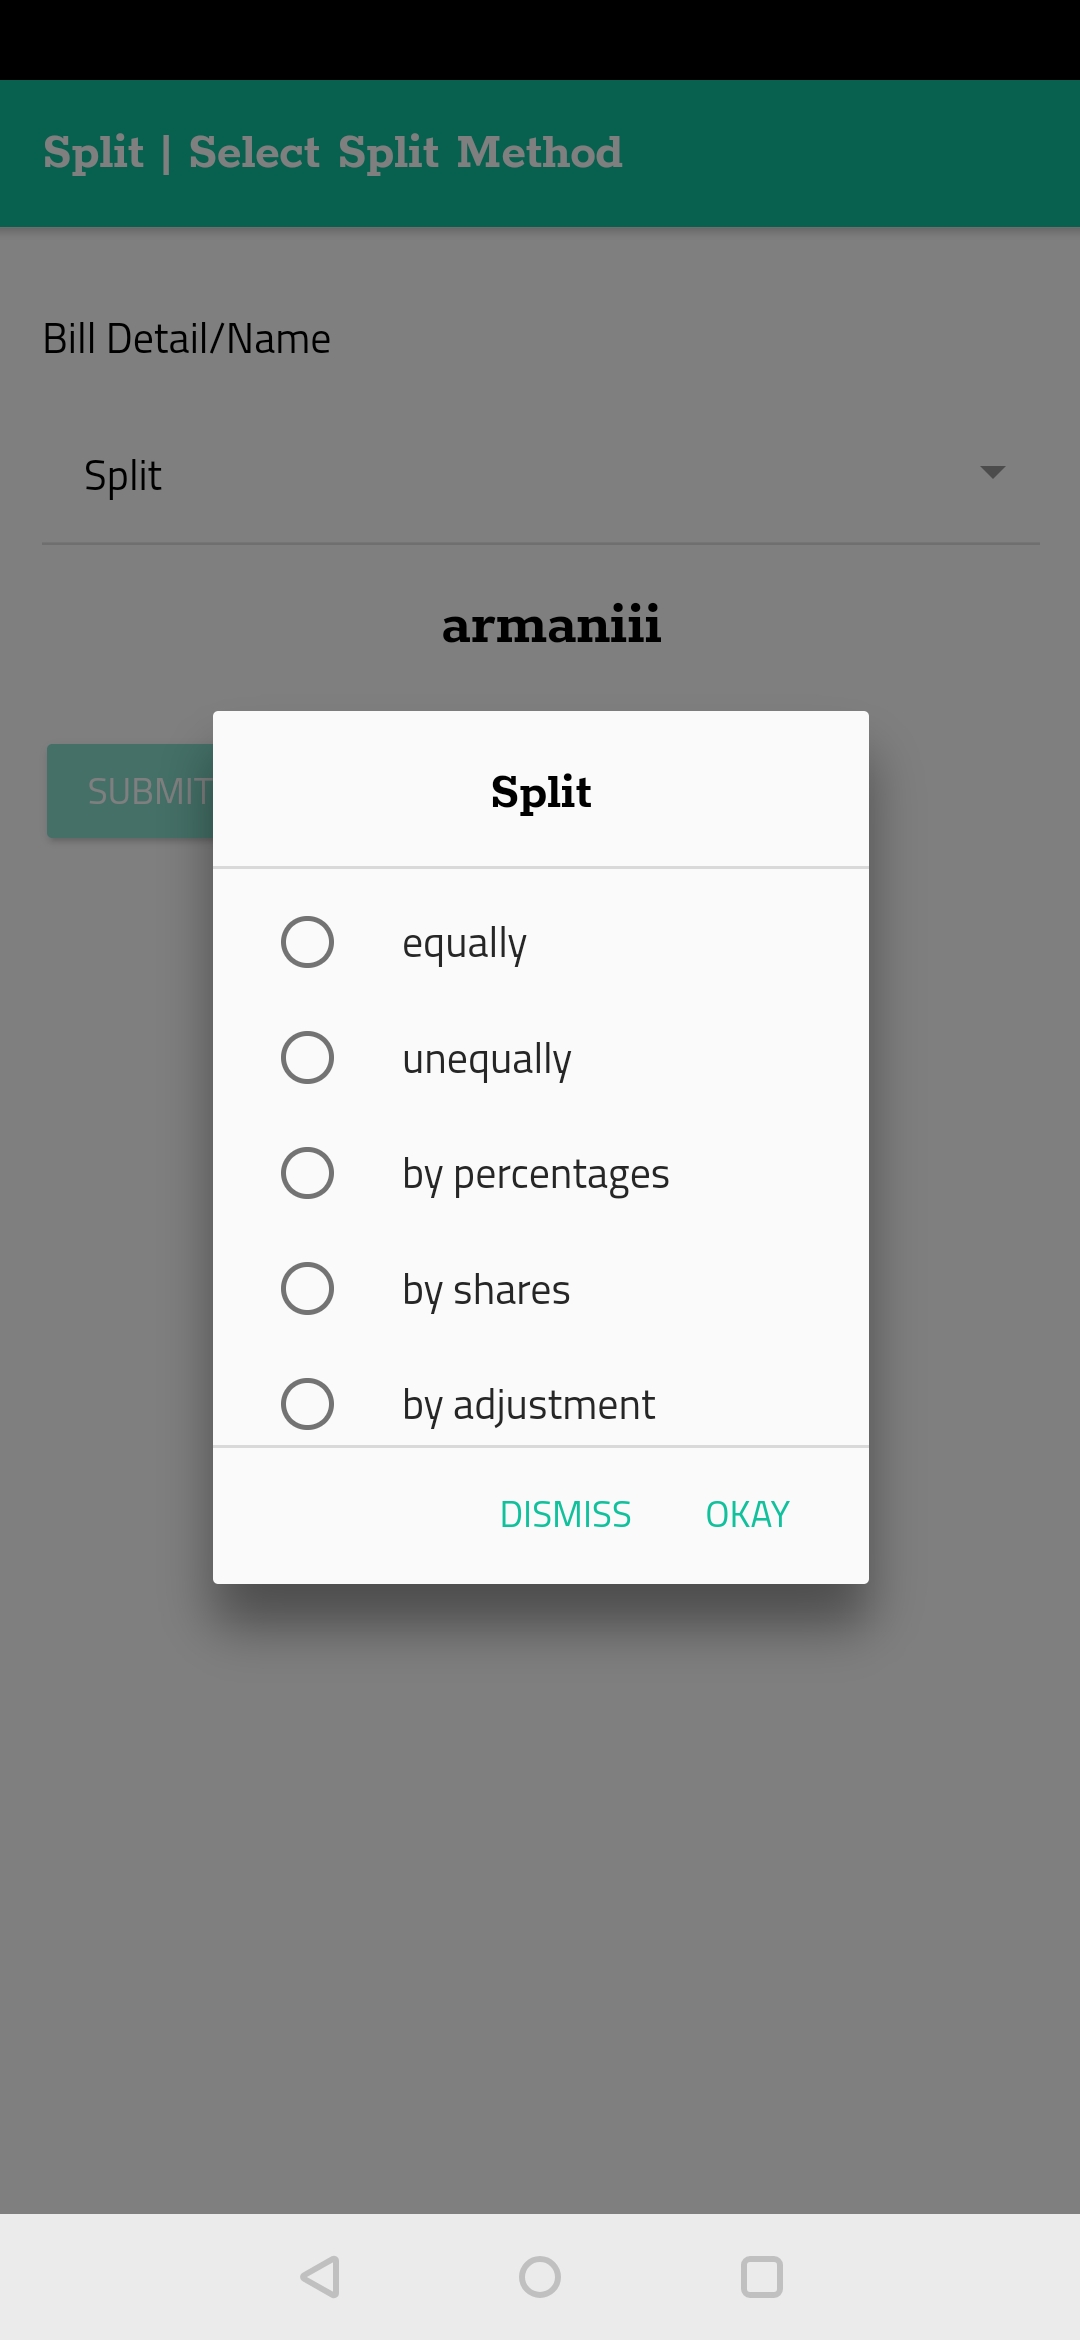 Split | Select Split Method
Bill Detail/Name
Split
armaniii
SUBMIT
Split
equally
unequally
by percentages
by shares
by adjustment
DISMISS OKAY